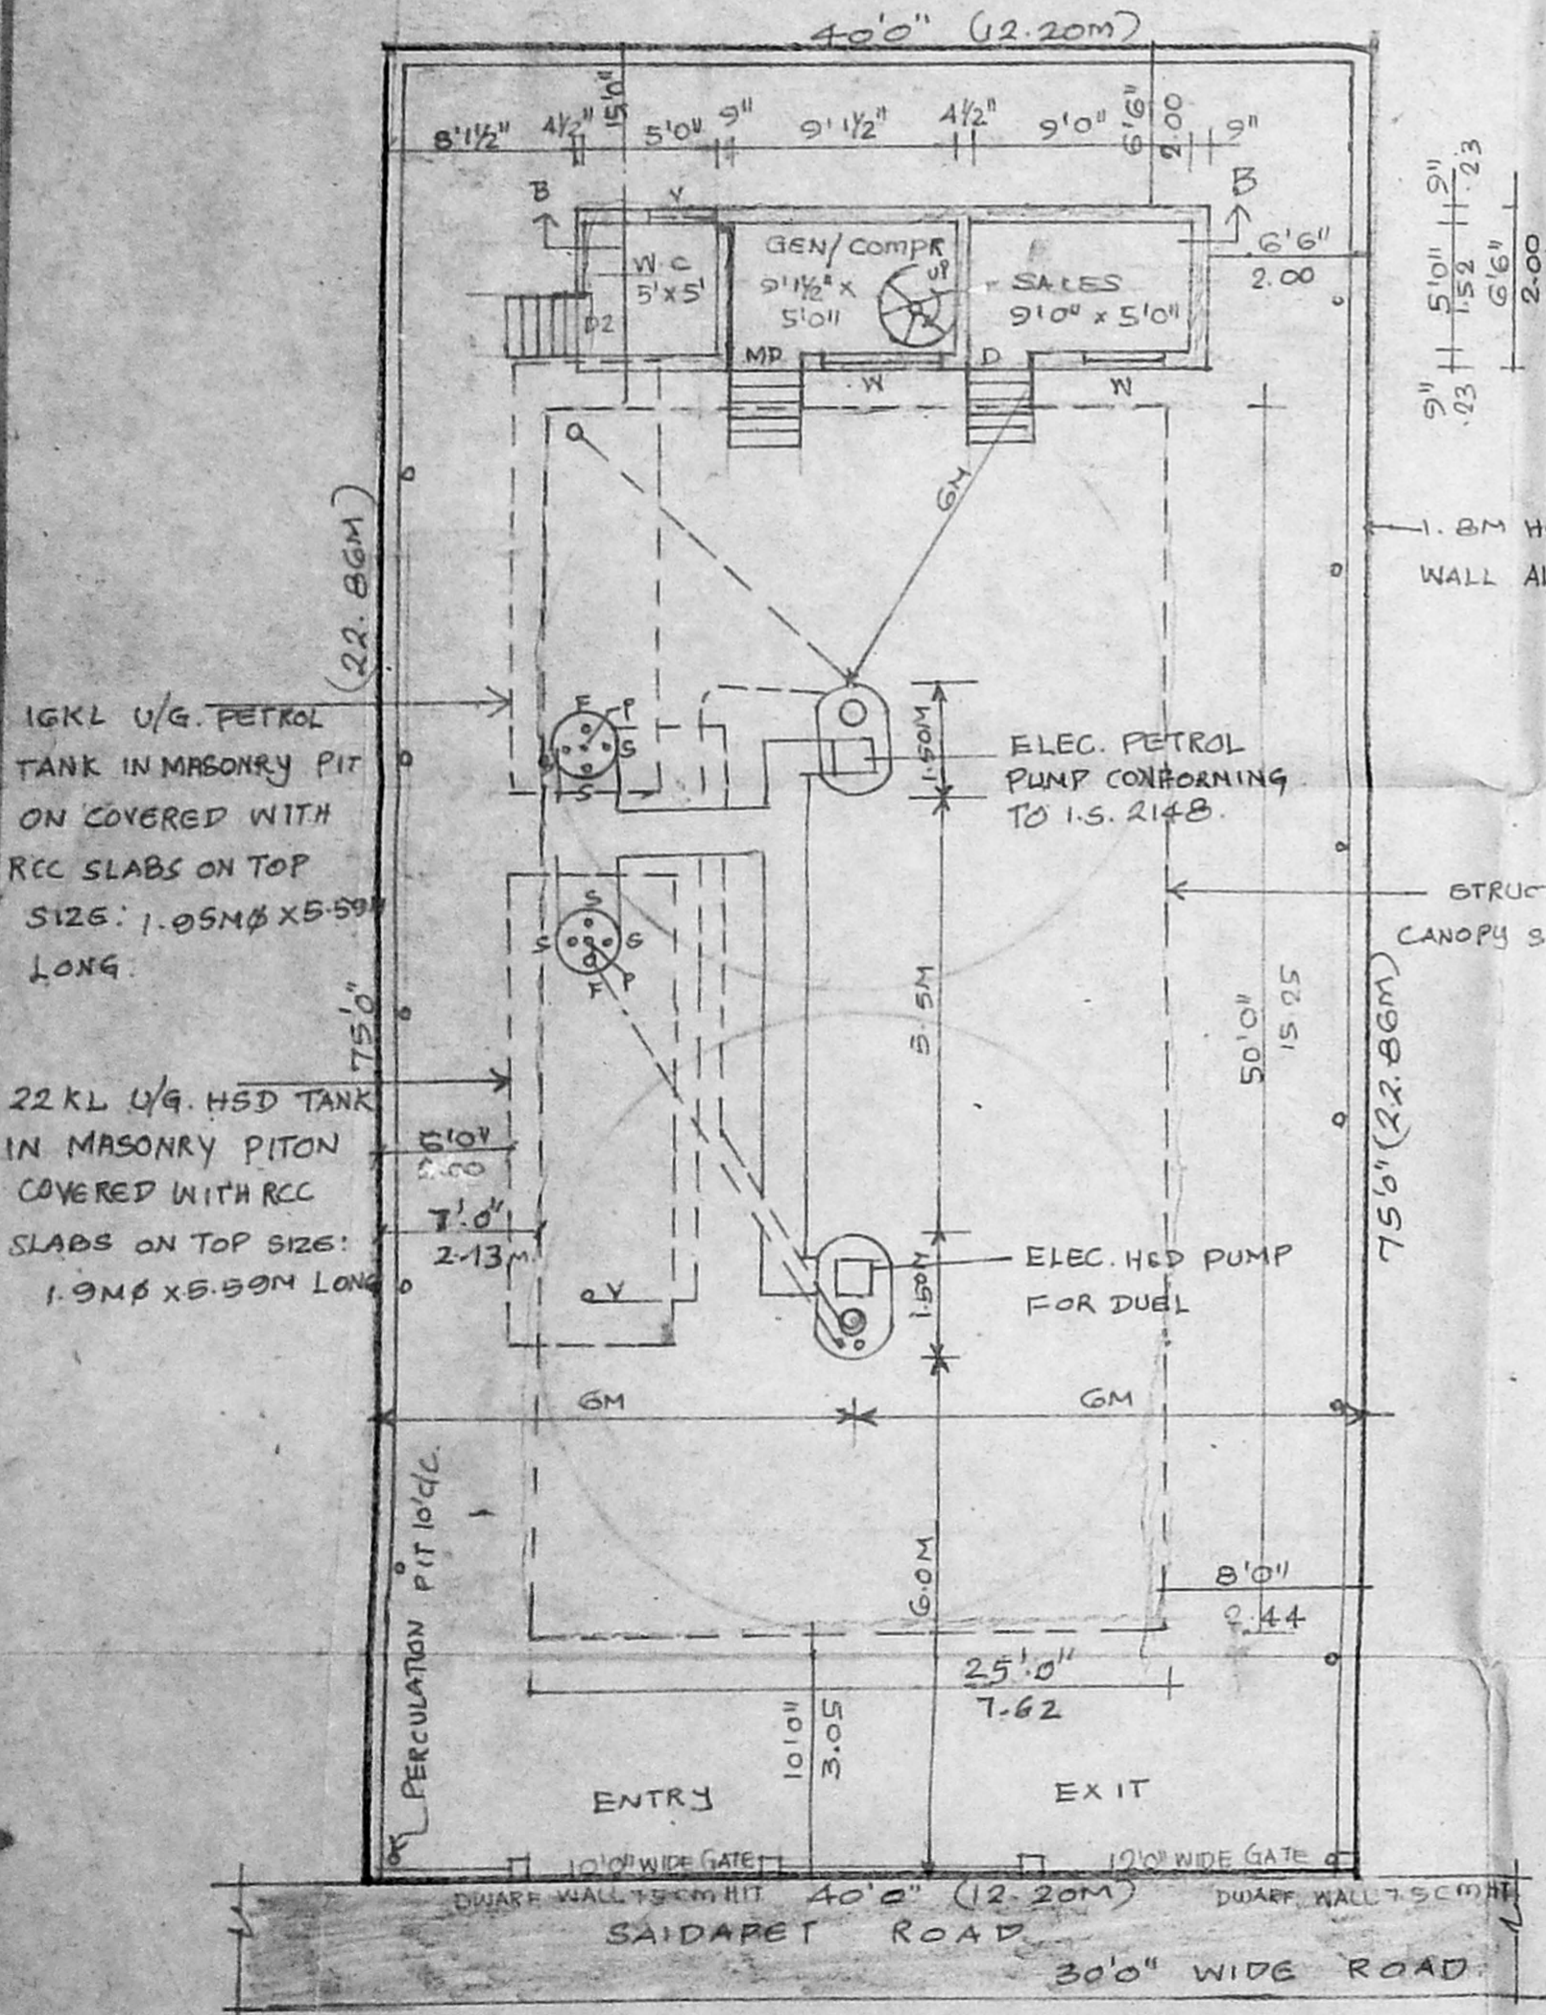 40'0" (12.20M)
8'1½" 4½" 15'0" 5'0" 9" 9'1½" 4½" 9'0" 6'6" 2.00 9"
B V B
W.C
5'x5'
D2
GEN/COMPR
9'1½" x
5'0"
UP
SALES
9'0" x 5'0"
MD W D W
6'6"
2.00
9" .23
5'0" 1.52
9" .23
6'6" 2.00
6M
(22.86M)
75'0"
1.8M H
WALL
16KL U/G. PETROL
TANK IN MASONRY PIT
ON COVERED WITH
RCC SLABS ON TOP
SIZE: 1.95MØ X 5.59M
LONG.
F P
S
S
1.50M
ELEC. PETROL
PUMP CONFORMING
TO I.S. 2148.
STRUC
CANOPY S
S
S S
P
F
5.5M
50'0"
15.25
75'6" (22.86M)
22 KL U/G. HSD TANK
IN MASONRY PITON
COVERED WITH RCC
SLABS ON TOP SIZE:
1.9MØ X 5.59M LONG
6'0"
7'.0"
2.13M.
V
1.50M
ELEC. HSD PUMP
FOR DUEL
6M 6M
PERCULATION PIT 10'C/C.
6.0M
8'0"
2.44
25'.0"
7.62
10'0"
3.05
ENTRY EXIT
10'0" WIDE GATE 12'0" WIDE GATE
DWARF WALL 75CM HIT 40'0" (12.20M) DWARF WALL 75CM HT
SAIDAPET ROAD
30'0" WIDE ROAD